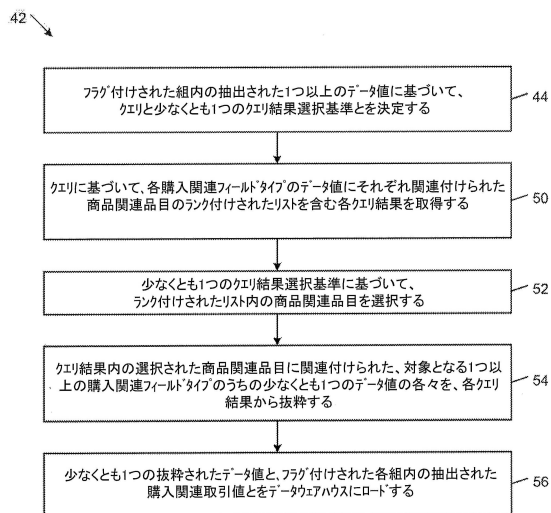 42
フラグ付けされた組内の抽出された1つ以上のデータ値に基づいて、
クエリと少なくとも1つのクエリ結果選択基準とを決定する
44
クエリに基づいて、各購入関連フィールドタイプのデータ値にそれぞれ関連付けられた
商品関連品目のランク付けされたリストを含む各クエリ結果を取得する
50
少なくとも1つのクエリ結果選択基準に基づいて、
ランク付けされたリスト内の商品関連品目を選択する
52
クエリ結果内の選択された商品関連品目に関連付けられた、対象となる1つ以
上の購入関連フィールドタイプのうちの少なくとも1つのデータ値の各々を、各クエリ
結果から抜粋する
54
少なくとも1つの抜粋されたデータ値と、フラグ付けされた各組内の抽出された
購入関連取引値とをデータウェアハウスにロードする
56